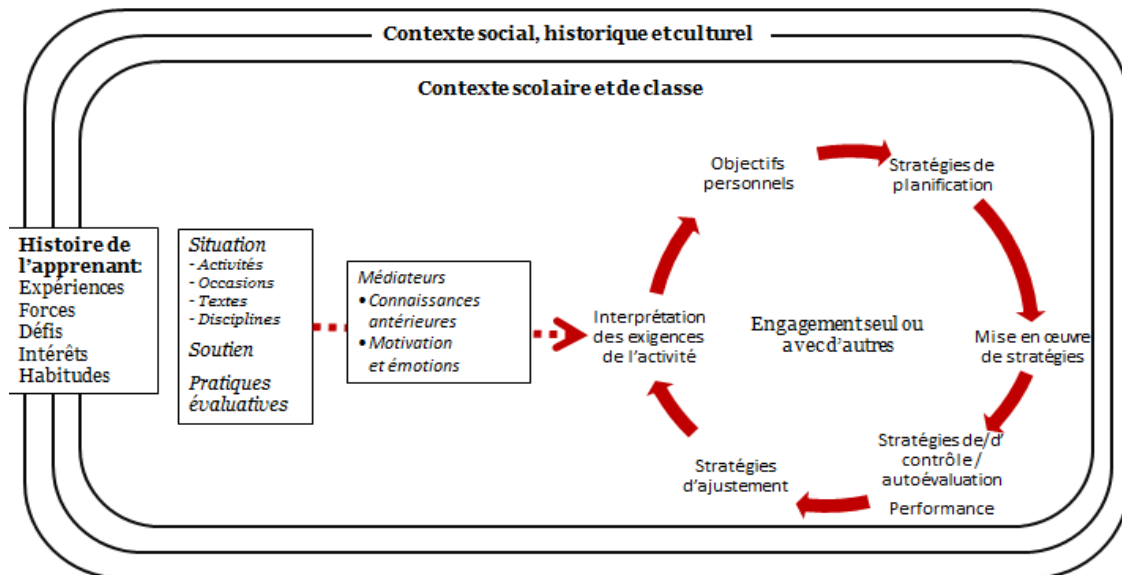 Contexte social, historique et culturel
Contexte scolaire et de classe
Histoire de
l'apprenant:
Expériences
Forces
Défis
Intérêts
Habitudes
Situation
- Activités
- Occasions
- Textes
- Disciplines
Soutien
Pratiques
évaluatives
Médiateurs
• Connaissances
antérieures
• Motivation
et émotions
Interprétation
des exigences
de l'activité
Objectifs
personnels
Stratégies de
planification
Mise en œuvre
de stratégies
Stratégies de/d'
contrôle /
autoévaluation
Performance
Stratégies
d'ajustement
Engagement seul ou
avec d'autres